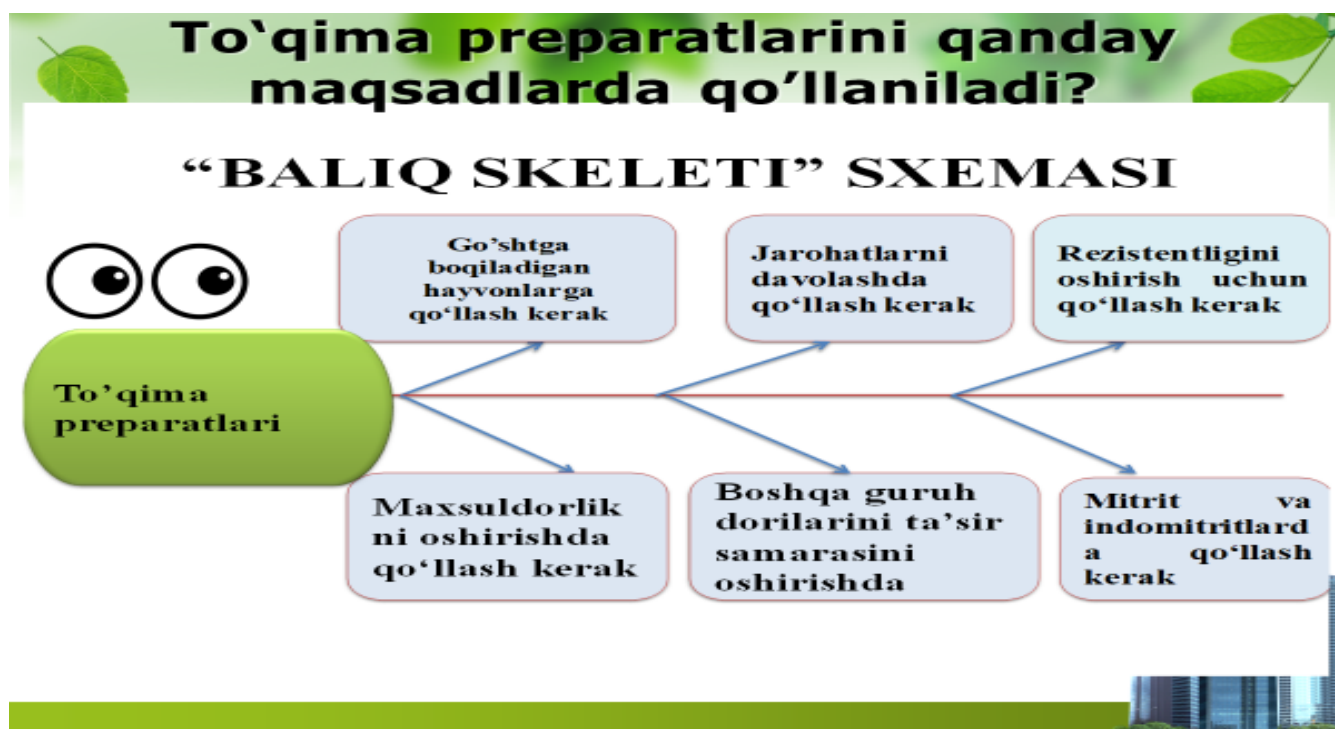 To‘qima preparatlarini qanday
maqsadlarda qo’llaniladi?
“BALIQ SKELETI” SXEMASI
Go’shtga
boqiladigan
hayvonlarga
qo‘llash kerak
Jarohatlarni
davolashda
qo‘llash kerak
Rezistentligini
oshirish uchun
qo‘llash kerak
To’qima
preparatlari
Maxsuldorlik
ni oshirishda
qo‘llash kerak
Boshqa guruh
dorilarini ta’sir
samarasini
oshirishda
Mitrit va
indomitritlard
a qo‘llash
kerak